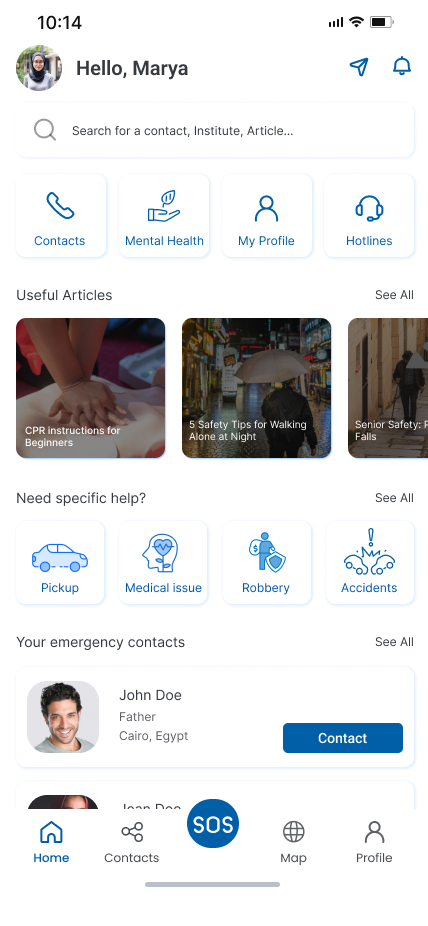 10:14
Hello, Marya
Search for a contact, Institute, Article...
Contacts
Mental Health
My Profile
Hotlines
Useful Articles
See All
CPR instructions for
Beginners
5 Safety Tips for Walking
Alone at Night
Senior Safety:
Falls
Need specific help?
See All
Pickup
Medical issue
Robbery
Accidents
Your emergency contacts
See All
John Doe
Father
Cairo, Egypt
Contact
Joan Doe
SOS
Home
Contacts
Map
Profile